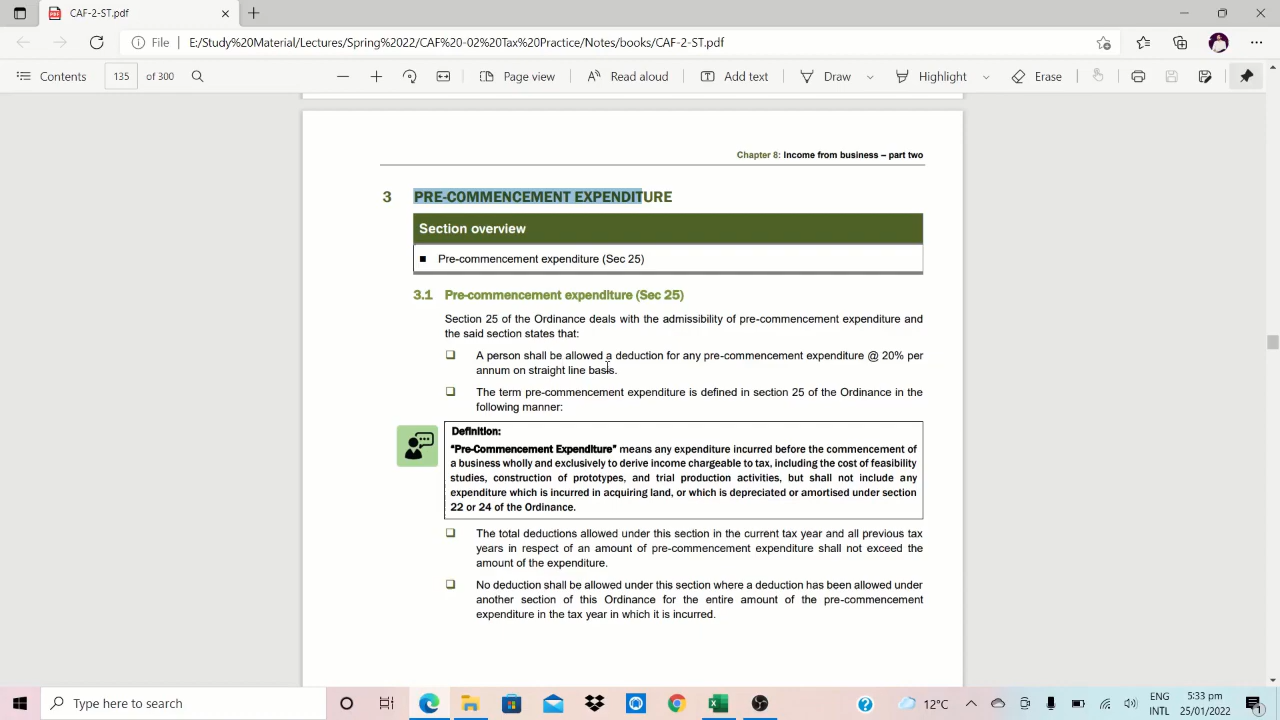 CAF-2-ST.pdf
File E:/Study%20Material/Lectures/Spring%2022/CAF%20-02%20Tax%20Practice/Notes/books/CAF-2-ST.pdf
Contents 135 of 300 Page view Read aloud Add text Draw Highlight Erase
Chapter 8: Income from business – part two
3 PRE-COMMENCEMENT EXPENDITURE
Section overview
■ Pre-commencement expenditure (Sec 25)
3.1 Pre-commencement expenditure (Sec 25)
Section 25 of the Ordinance deals with the admissibility of pre-commencement expenditure and
the said section states that:
❑ A person shall be allowed a deduction for any pre-commencement expenditure @ 20% per
annum on straight line basis.
❑ The term pre-commencement expenditure is defined in section 25 of the Ordinance in the
following manner:
Definition:
“Pre-Commencement Expenditure” means any expenditure incurred before the commencement of
a business wholly and exclusively to derive income chargeable to tax, including the cost of feasibility
studies, construction of prototypes, and trial production activities, but shall not include any
expenditure which is incurred in acquiring land, or which is depreciated or amortised under section
22 or 24 of the Ordinance.
❑ The total deductions allowed under this section in the current tax year and all previous tax
years in respect of an amount of pre-commencement expenditure shall not exceed the
amount of the expenditure.
❑ No deduction shall be allowed under this section where a deduction has been allowed under
another section of this Ordinance for the entire amount of the pre-commencement
expenditure in the tax year in which it is incurred.
Type here to search
12°C
ENG
INTL
5:33 pm
25/01/2022